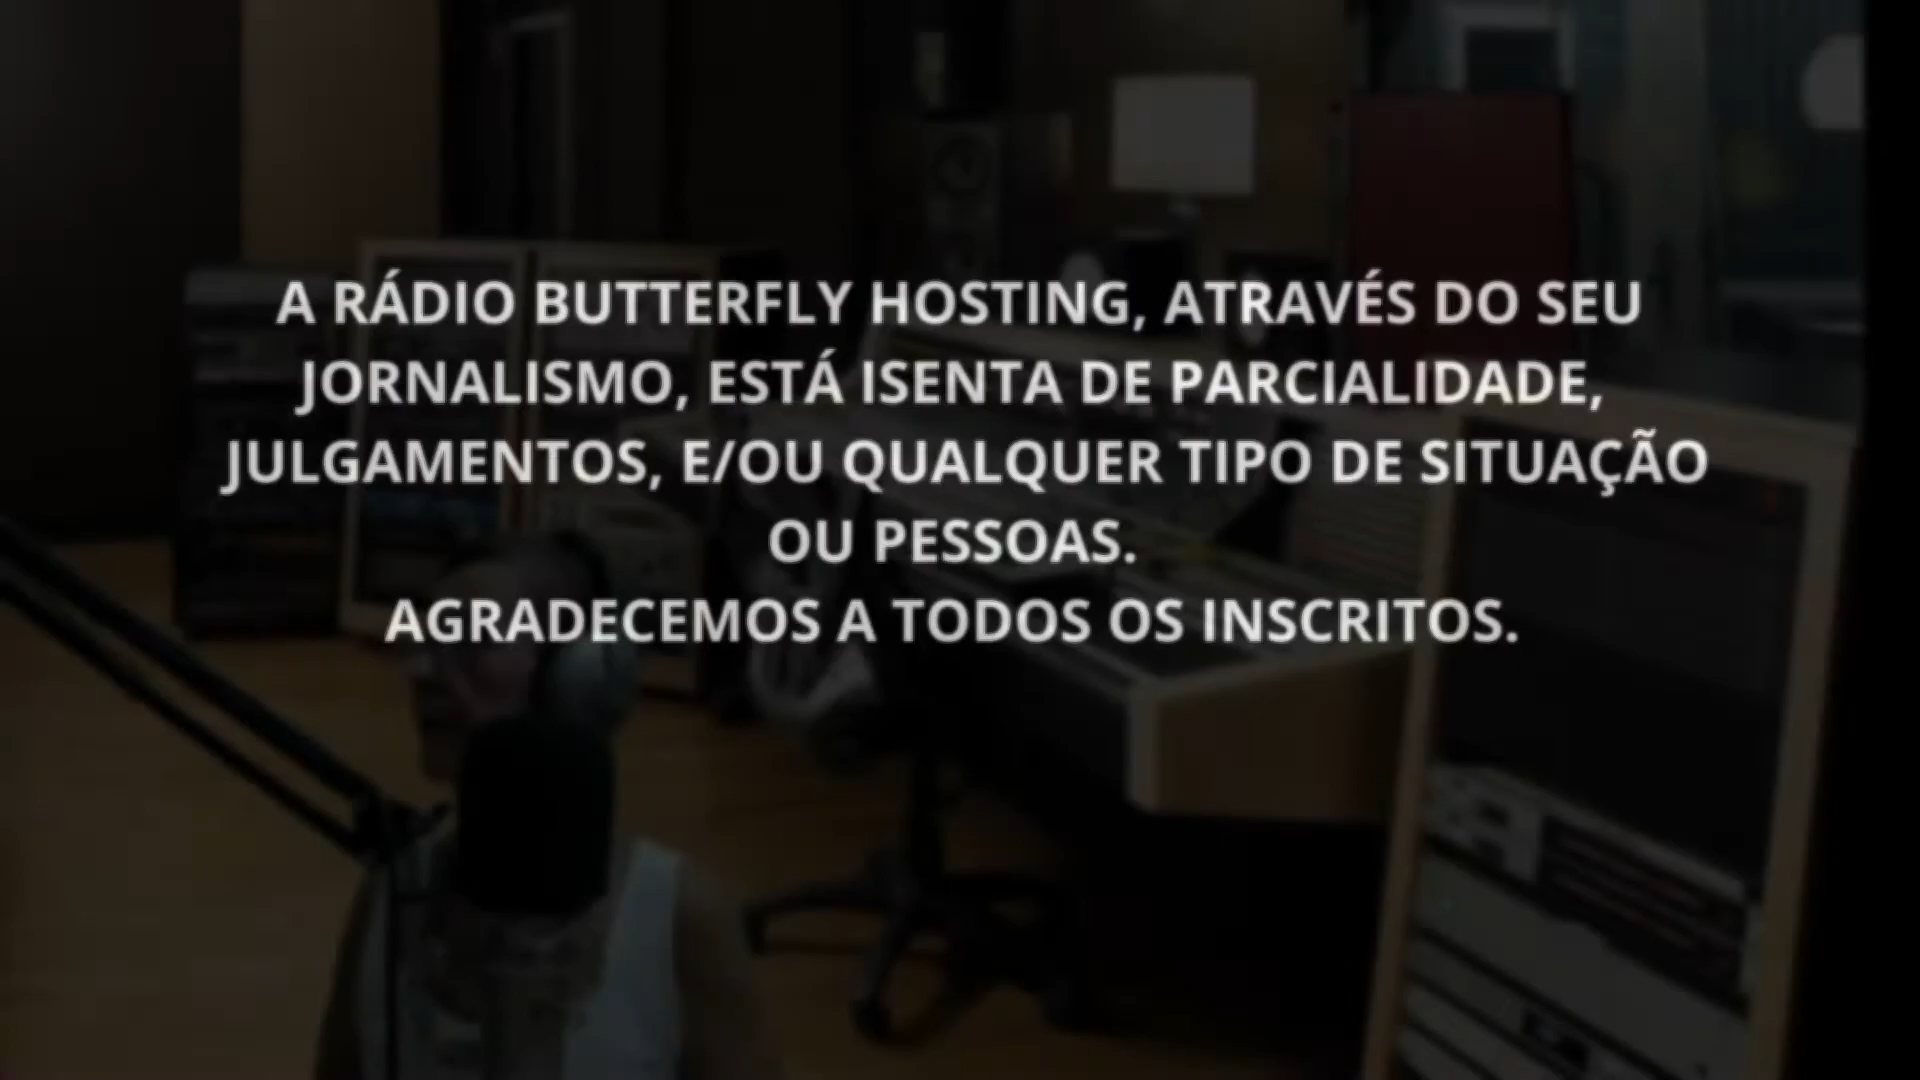 A RÁDIO BUTTERFLY HOSTING, ATRAVÉS DO SEU
JORNALISMO, ESTÁ ISENTA DE PARCIALIDADE,
JULGAMENTOS, E/OU QUALQUER TIPO DE SITUAÇÃO
OU PESSOAS.
AGRADECEMOS A TODOS OS INSCRITOS.